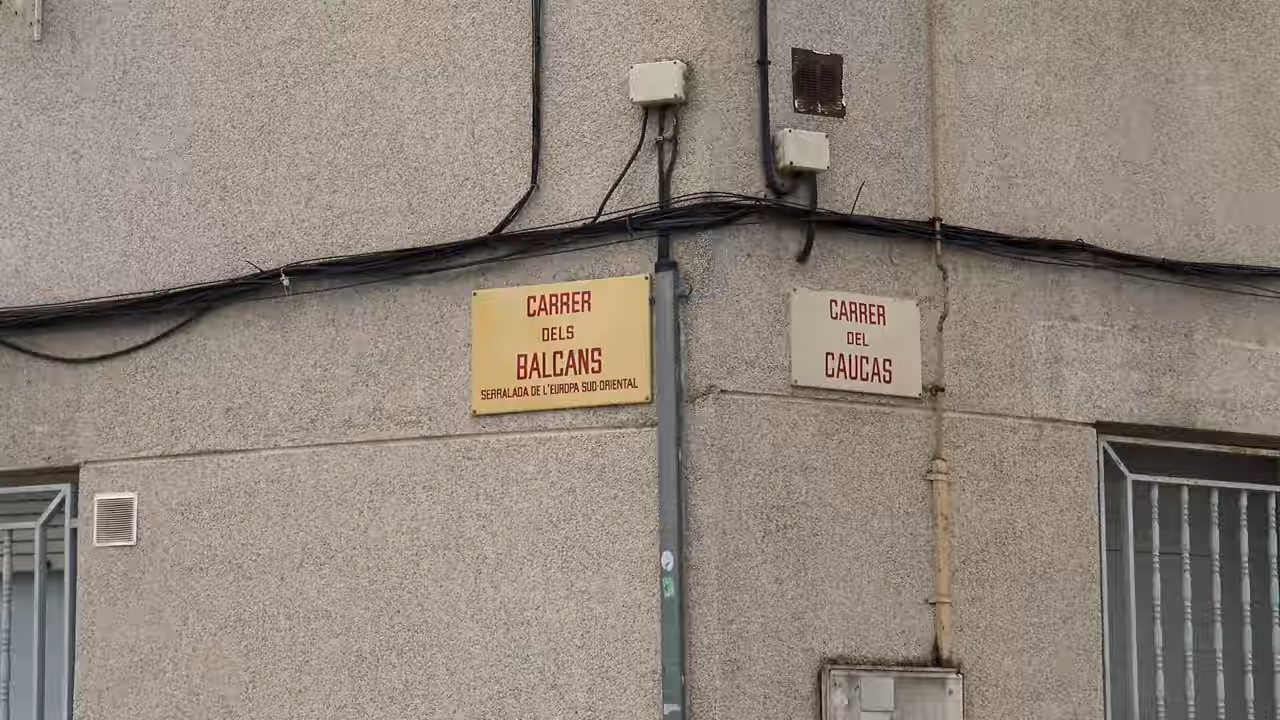 CARRER
DELS
BALCANS
SERRALADA DE L'EUROPA SUD-ORIENTAL
CARRER
DEL
CAUCAS